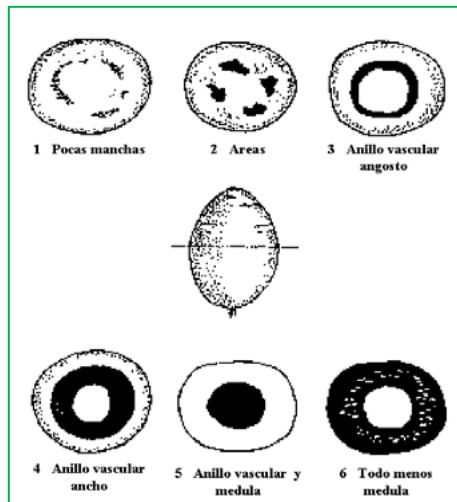 1 Pocas manchas
2 Areas
3 Anillo vascular
angosto
4 Anillo vascular
ancho
5 Anillo vascular y
medula
6 Todo menos
medula